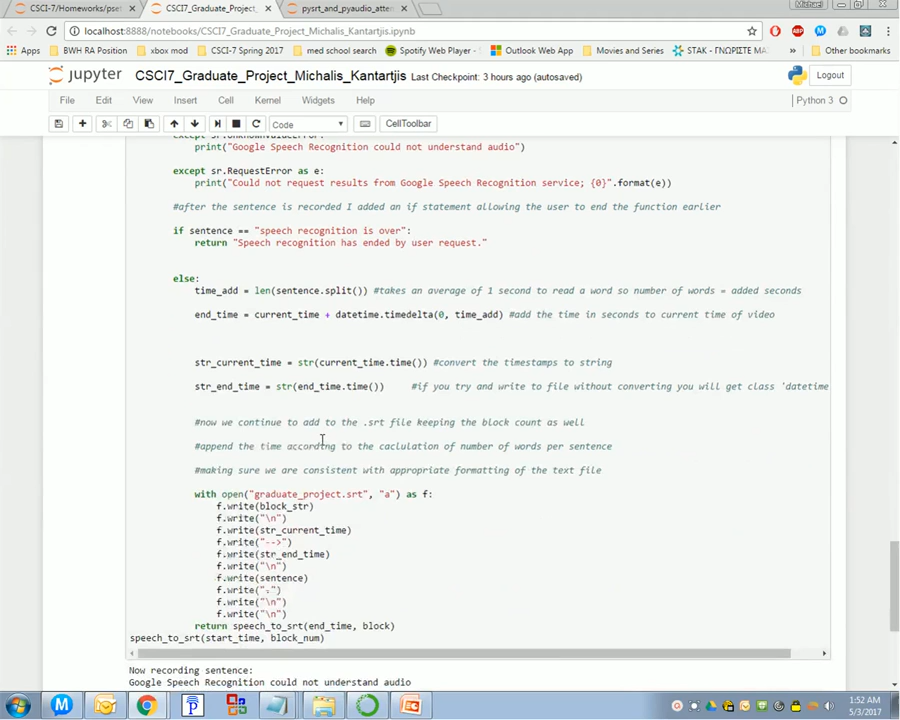 Michael
CSCI-7/Homeworks/pset
CSCI7_Graduate_Project_
pysrt_and_pyaudio_attem
localhost:8888/notebooks/CSCI7_Graduate_Project_Michalis_Kantartjis.ipynb
Apps BWH RA Position xbox mod CSCI-7 Spring 2017 med school search Spotify Web Player - Outlook Web App Movies and Series STAK - ΓΝΩΡΙΣΤΕ ΜΑ » Other bookmarks
jupyter CSCI7_Graduate_Project_Michalis_Kantartjis Last Checkpoint: 3 hours ago (autosaved) Logout
File Edit View Insert Cell Kernel Widgets Help Python 3
Code CellToolbar
except sr.UnknownValueError:
print("Google Speech Recognition could not understand audio")
except sr.RequestError as e:
print("Could not request results from Google Speech Recognition service; {0}".format(e))
#after the sentence is recorded I added an if statement allowing the user to end the function earlier
if sentence == "speech recognition is over":
return "Speech recognition has ended by user request."
else:
time_add = len(sentence.split()) #takes an average of 1 second to read a word so number of words = added seconds
end_time = current_time + datetime.timedelta(0, time_add) #add the time in seconds to current time of video
str_current_time = str(current_time.time()) #convert the timestamps to string
str_end_time = str(end_time.time()) #if you try and write to file without converting you will get class 'datetime
#now we continue to add to the .srt file keeping the block count as well
#append the time according to the caclulation of number of words per sentence
#making sure we are consistent with appropriate formatting of the text file
with open("graduate_project.srt", "a") as f:
f.write(block_str)
f.write("\n")
f.write(str_current_time)
f.write("-->")
f.write(str_end_time)
f.write("\n")
f.write(sentence)
f.write(".")
f.write("\n")
f.write("\n")
return speech_to_srt(end_time, block)
speech_to_srt(start_time, block_num)
Now recording sentence:
Google Speech Recognition could not understand audio
1:52 AM
5/3/2017